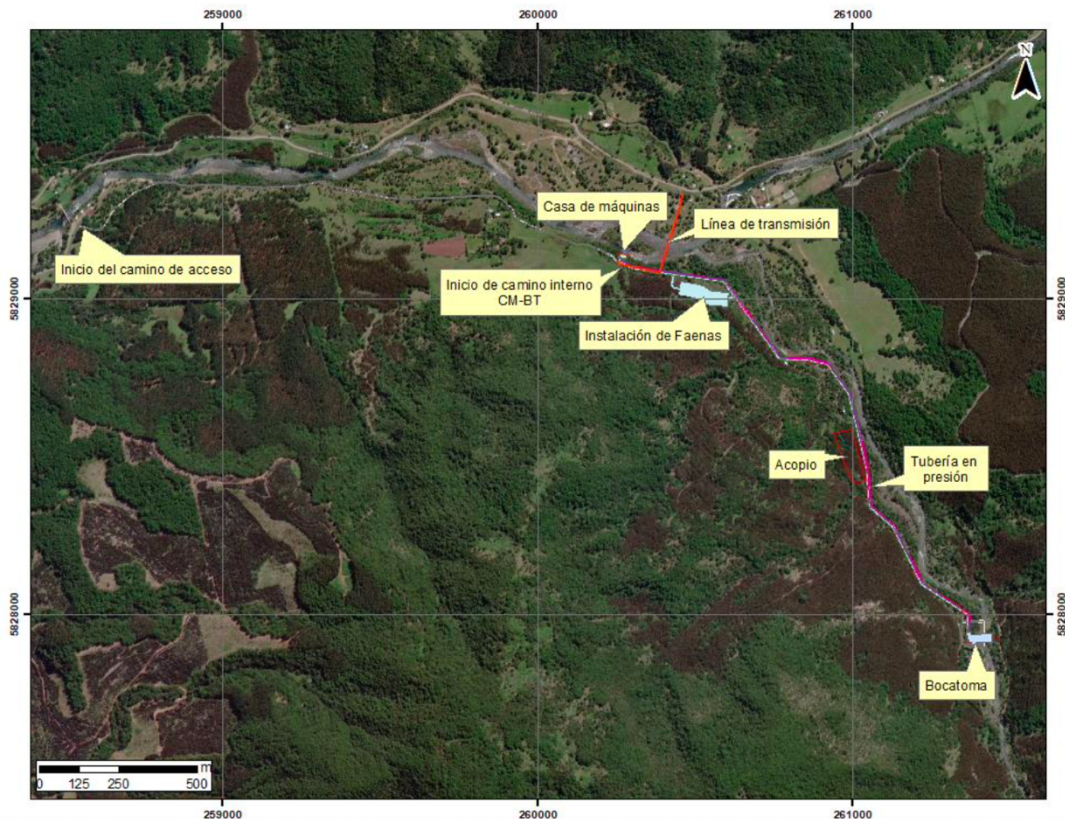 259000
260000
261000
N
Casa de máquinas
Línea de transmisión
Inicio del camino de acceso
Inicio de camino interno
CM-BT
5829000
5829000
Instalación de Faenas
Acopio
Tubería en
presión
5828000
5828000
Bocatoma
m
0 125 250 500
259000
260000
261000